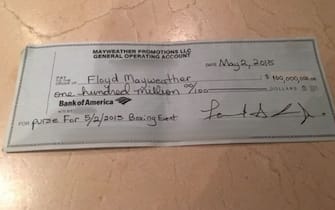 MAYWEATHER PROMOTIONS LLC
GENERAL OPERATING ACCOUNT
DATE May 2, 2015
Floyd Mayweather $ 100,000,000.00
one hundred million 00/100 DOLLARS
Bank of America
FOR purse For 5/2/2015 Boxing Event